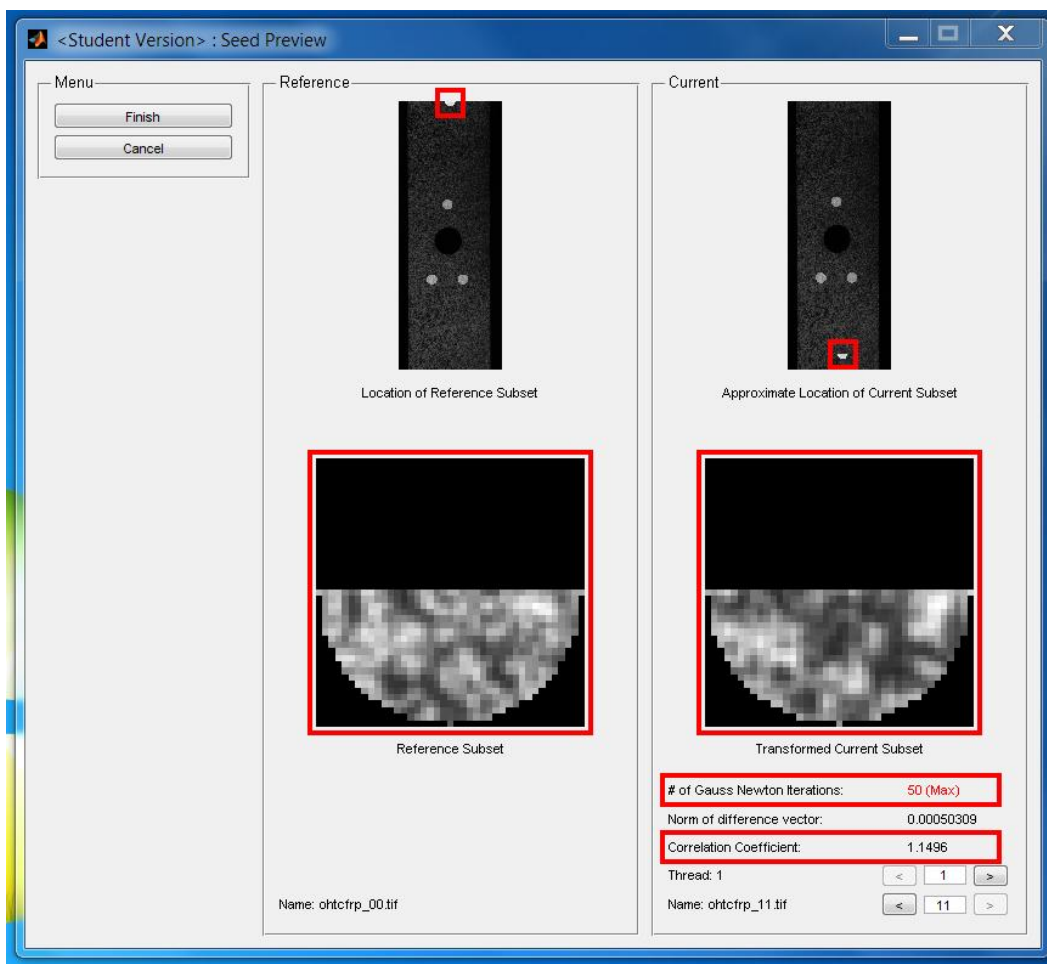 <Student Version> : Seed Preview
Menu
Finish
Cancel
Reference
Location of Reference Subset
Reference Subset
Name: ohtcfrp_00.tif
Current
Approximate Location of Current Subset
Transformed Current Subset
# of Gauss Newton Iterations: 50 (Max)
Norm of difference vector: 0.00050309
Correlation Coefficient: 1.1496
Thread: 1 < 1 >
Name: ohtcfrp_11.tif < 11 >